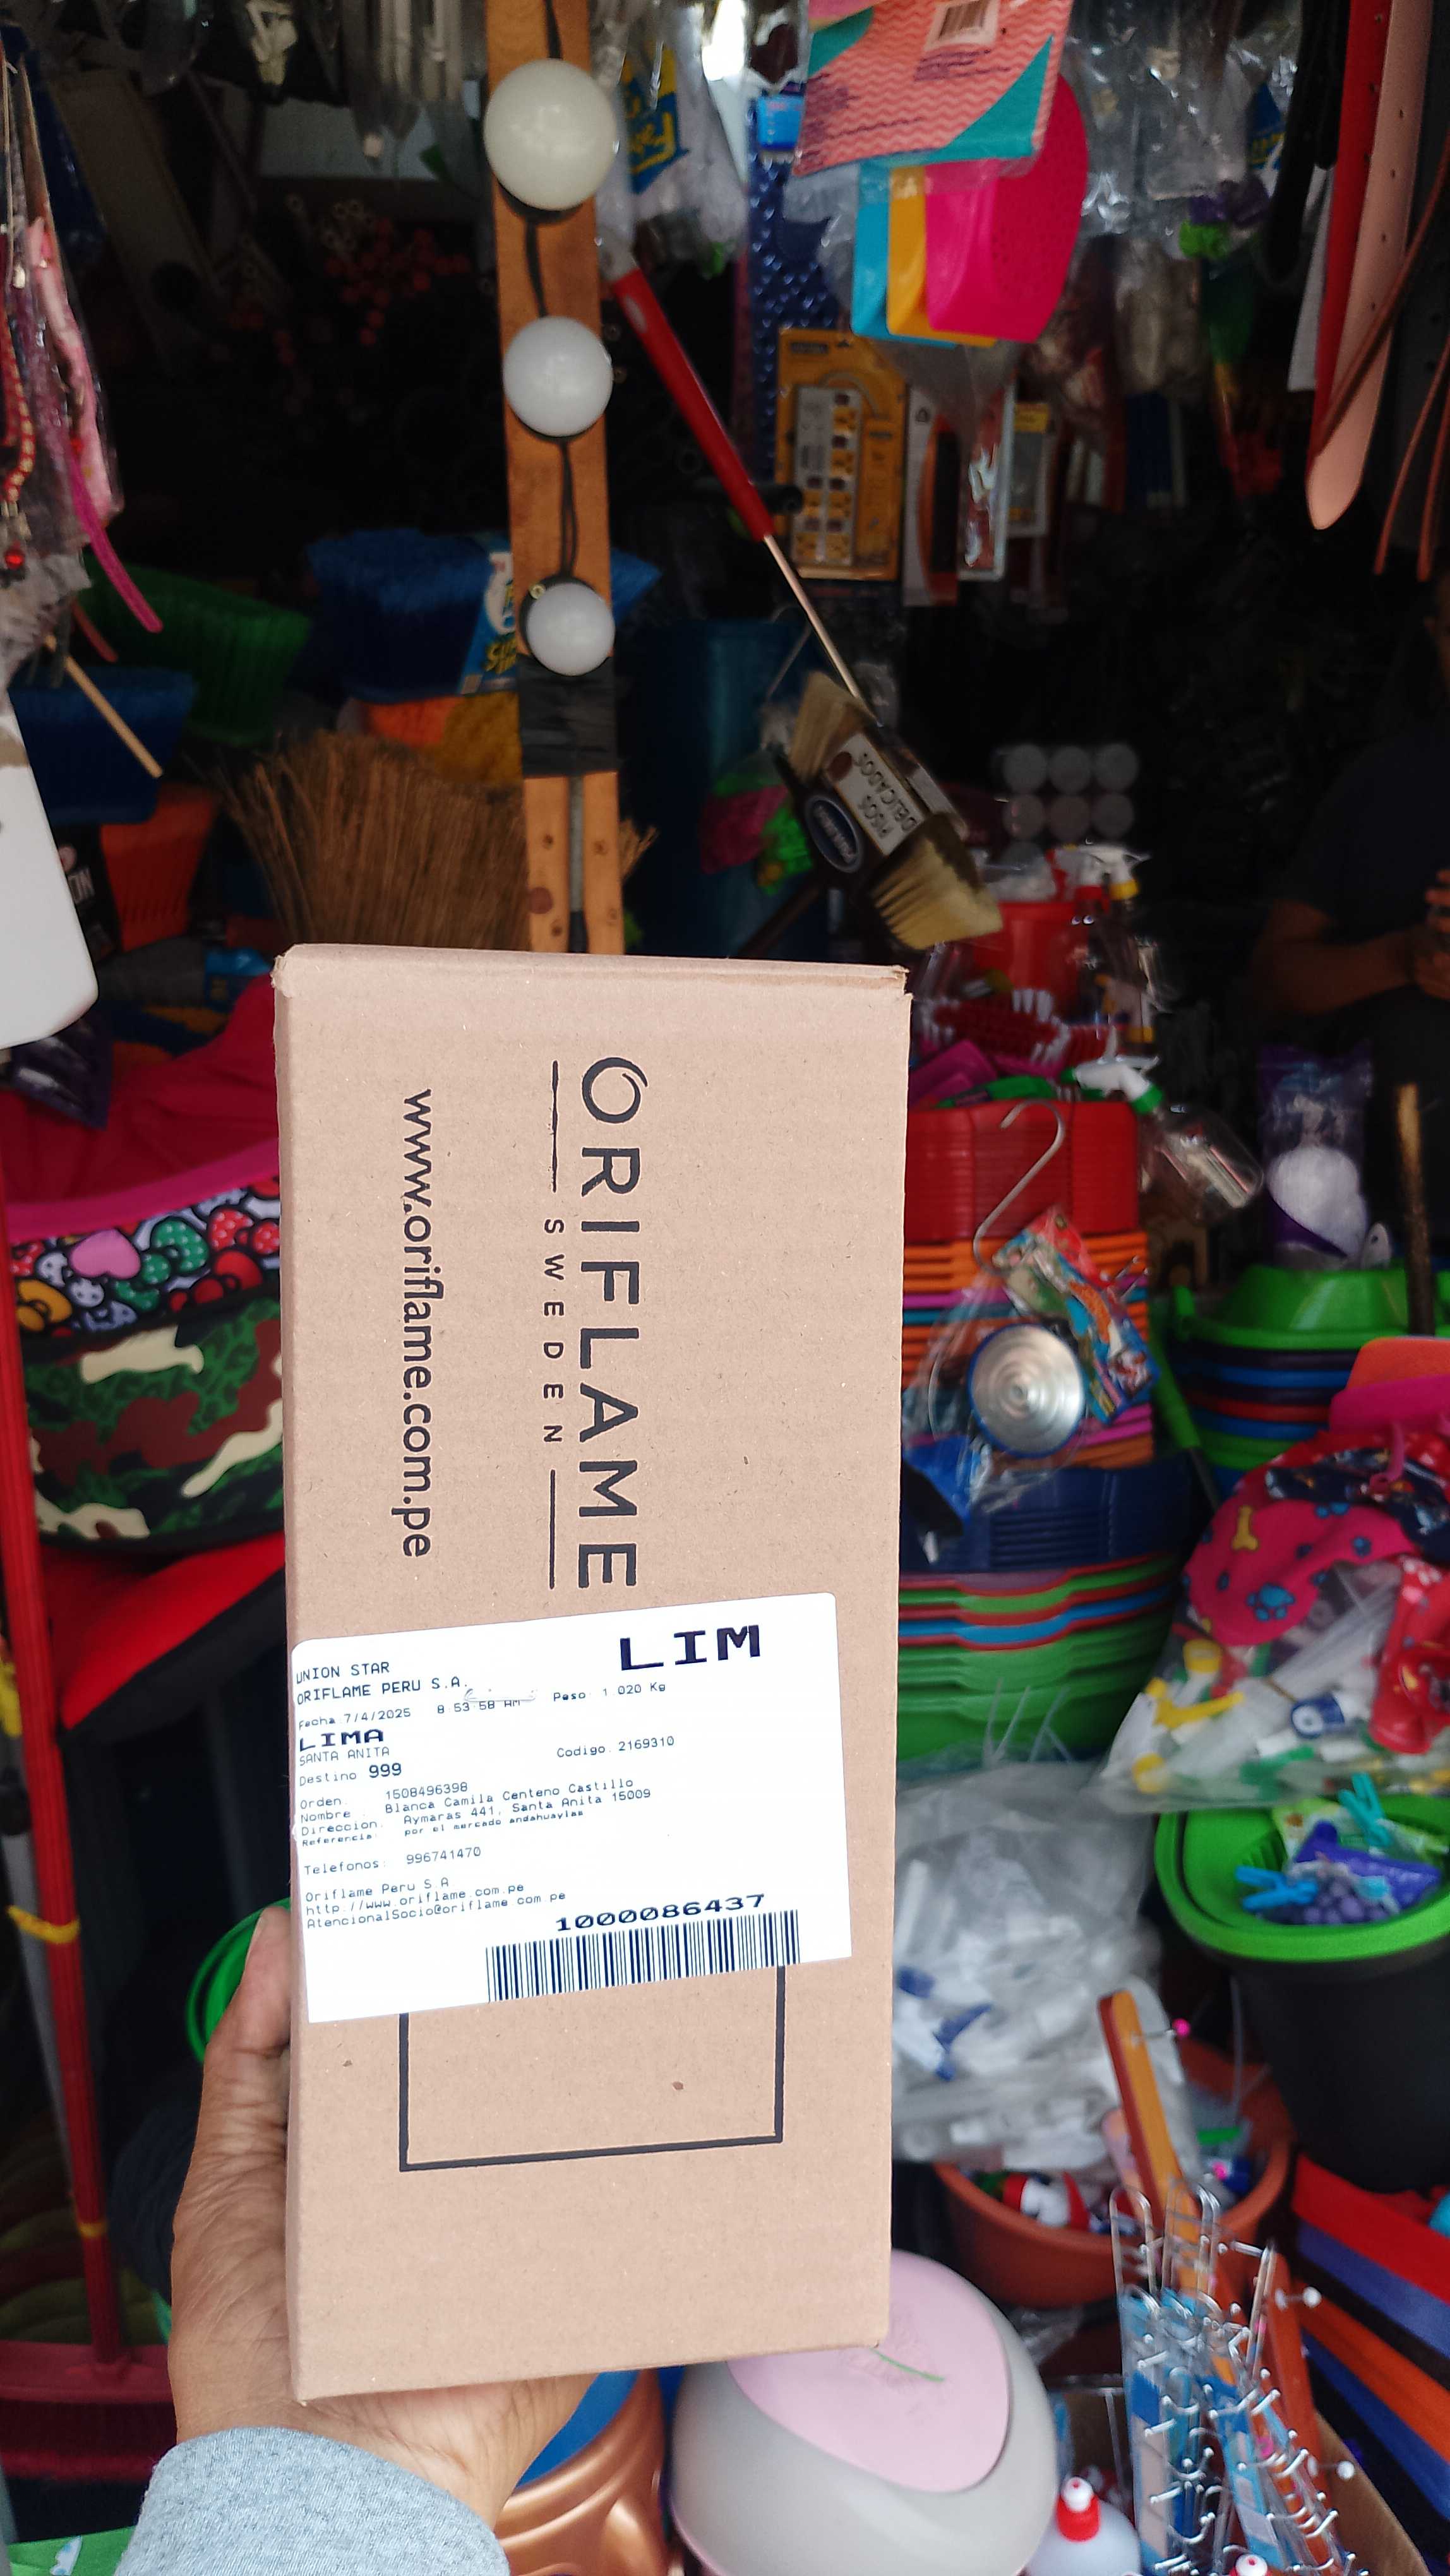 PISOS
DELICADOS
ORIFLAME
SWEDEN
www.oriflame.com.pe
LIM
UNION STAR
ORIFLAME PERU S.A.
Fecha 7/4/2025 8 53 58 AM Peso 1 020 Kg
LIMA
SANTA ANITA Codigo. 2169310
Destino 999
Orden. 1508496398
Nombre : Blanca Camila Centeno Castillo
Direccion. Aymaras 441, Santa Anita 15009
Referencia: por el mercado andahuaylas
Telefonos: 996741470
Oriflame Peru S.A
http.//www.oriflame.com.pe
AtencionalSocio@oriflame com pe
1000086437